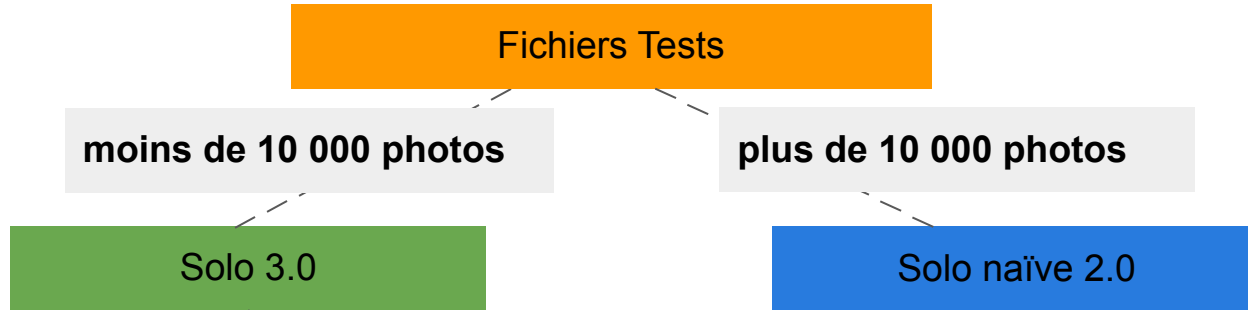 Fichiers Tests
moins de 10 000 photos
plus de 10 000 photos
Solo 3.0
Solo naïve 2.0